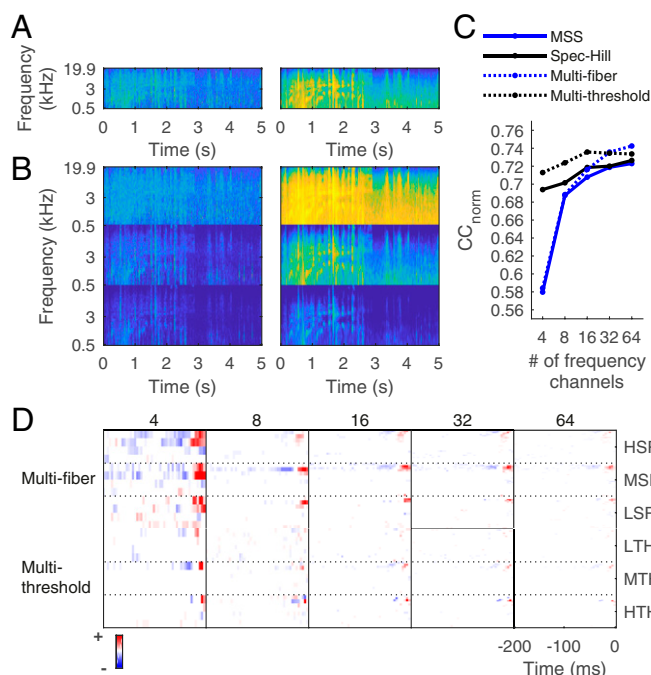 A
Frequency
(kHz)
19.9
3
0.5
0 1 2 3 4 5
Time (s)
0 1 2 3 4 5
Time (s)
B
Frequency (kHz)
19.9
3
0.5
3
0.5
3
0.5
0 1 2 3 4 5
Time (s)
0 1 2 3 4 5
Time (s)
C
MSS
Spec-Hill
Multi-fiber
Multi-threshold
CCnorm
0.76
0.74
0.72
0.7
0.68
0.66
0.64
0.62
0.6
0.58
0.56
4 8 16 32 64
# of frequency
channels
D
4 8 16 32 64
Multi-fiber
Multi-
threshold
LTH
MTH
HTH
+
-
-200 -100 0
Time (ms)